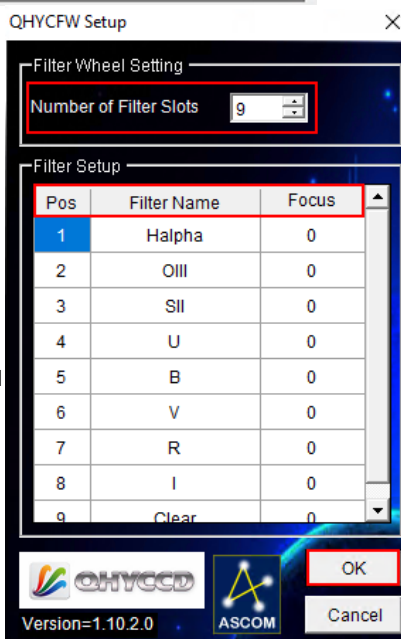 QHYCFW Setup
Filter Wheel Setting
Number of Filter Slots 9
Filter Setup
Pos Filter Name Focus
1 Halpha 0
2 OIII 0
3 SII 0
4 U 0
5 B 0
6 V 0
7 R 0
8 I 0
9 Clear 0
QHYCCD
ASCOM
OK
Version=1.10.2.0
Cancel